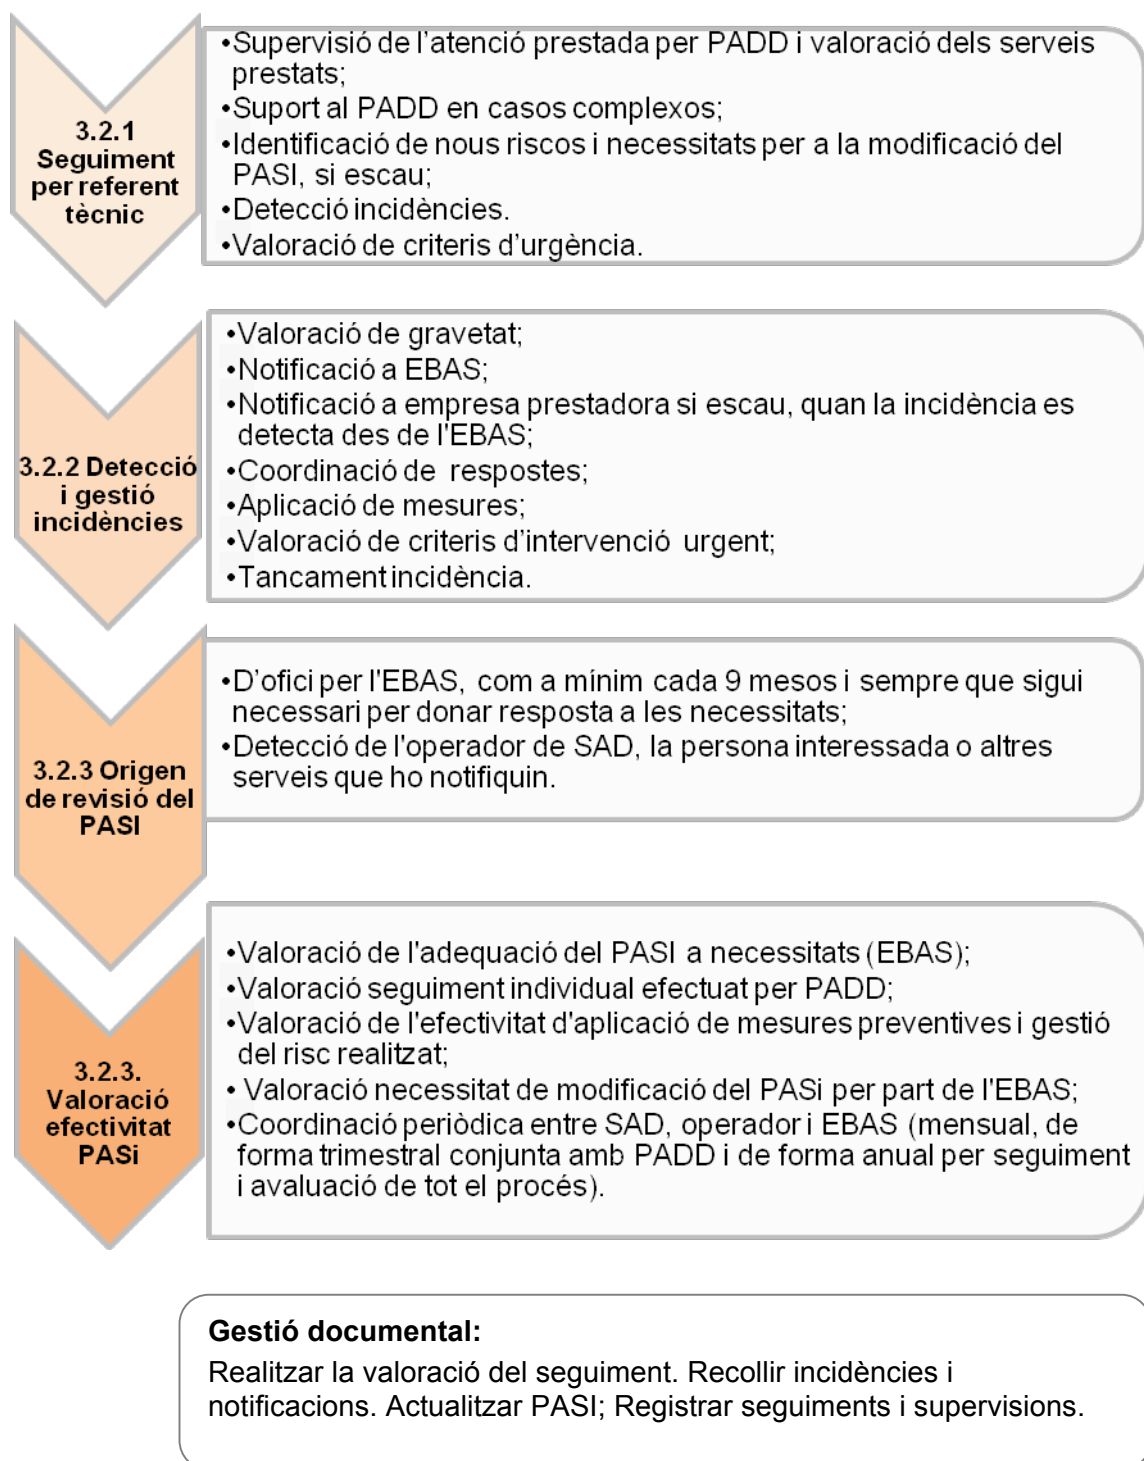 3.2.1
Seguiment
per referent
tècnic
•Supervisió de l'atenció prestada per PADD i valoració dels serveis
prestats;
•Suport al PADD en casos complexos;
•Identificació de nous riscos i necessitats per a la modificació del
PASI, si escau;
•Detecció incidències.
•Valoració de criteris d'urgència.
3.2.2 Detecció
i gestió
incidències
•Valoració de gravetat;
•Notificació a EBAS;
•Notificació a empresa prestadora si escau, quan la incidència es
detecta des de l'EBAS;
•Coordinació de respostes;
•Aplicació de mesures;
•Valoració de criteris d'intervenció urgent;
•Tancament incidència.
3.2.3 Origen
de revisió del
PASI
•D'ofici per l'EBAS, com a mínim cada 9 mesos i sempre que sigui
necessari per donar resposta a les necessitats;
•Detecció de l'operador de SAD, la persona interessada o altres
serveis que ho notifiquin.
3.2.3.
Valoració
efectivitat
PASi
•Valoració de l'adequació del PASI a necessitats (EBAS);
•Valoració seguiment individual efectuat per PADD;
•Valoració de l'efectivitat d'aplicació de mesures preventives i gestió
del risc realitzat;
• Valoració necessitat de modificació del PASi per part de l'EBAS;
•Coordinació periòdica entre SAD, operador i EBAS (mensual, de
forma trimestral conjunta amb PADD i de forma anual per seguiment
i avaluació de tot el procés).
Gestió documental:
Realitzar la valoració del seguiment. Recollir incidències i
notificacions. Actualitzar PASI; Registrar seguiments i supervisions.